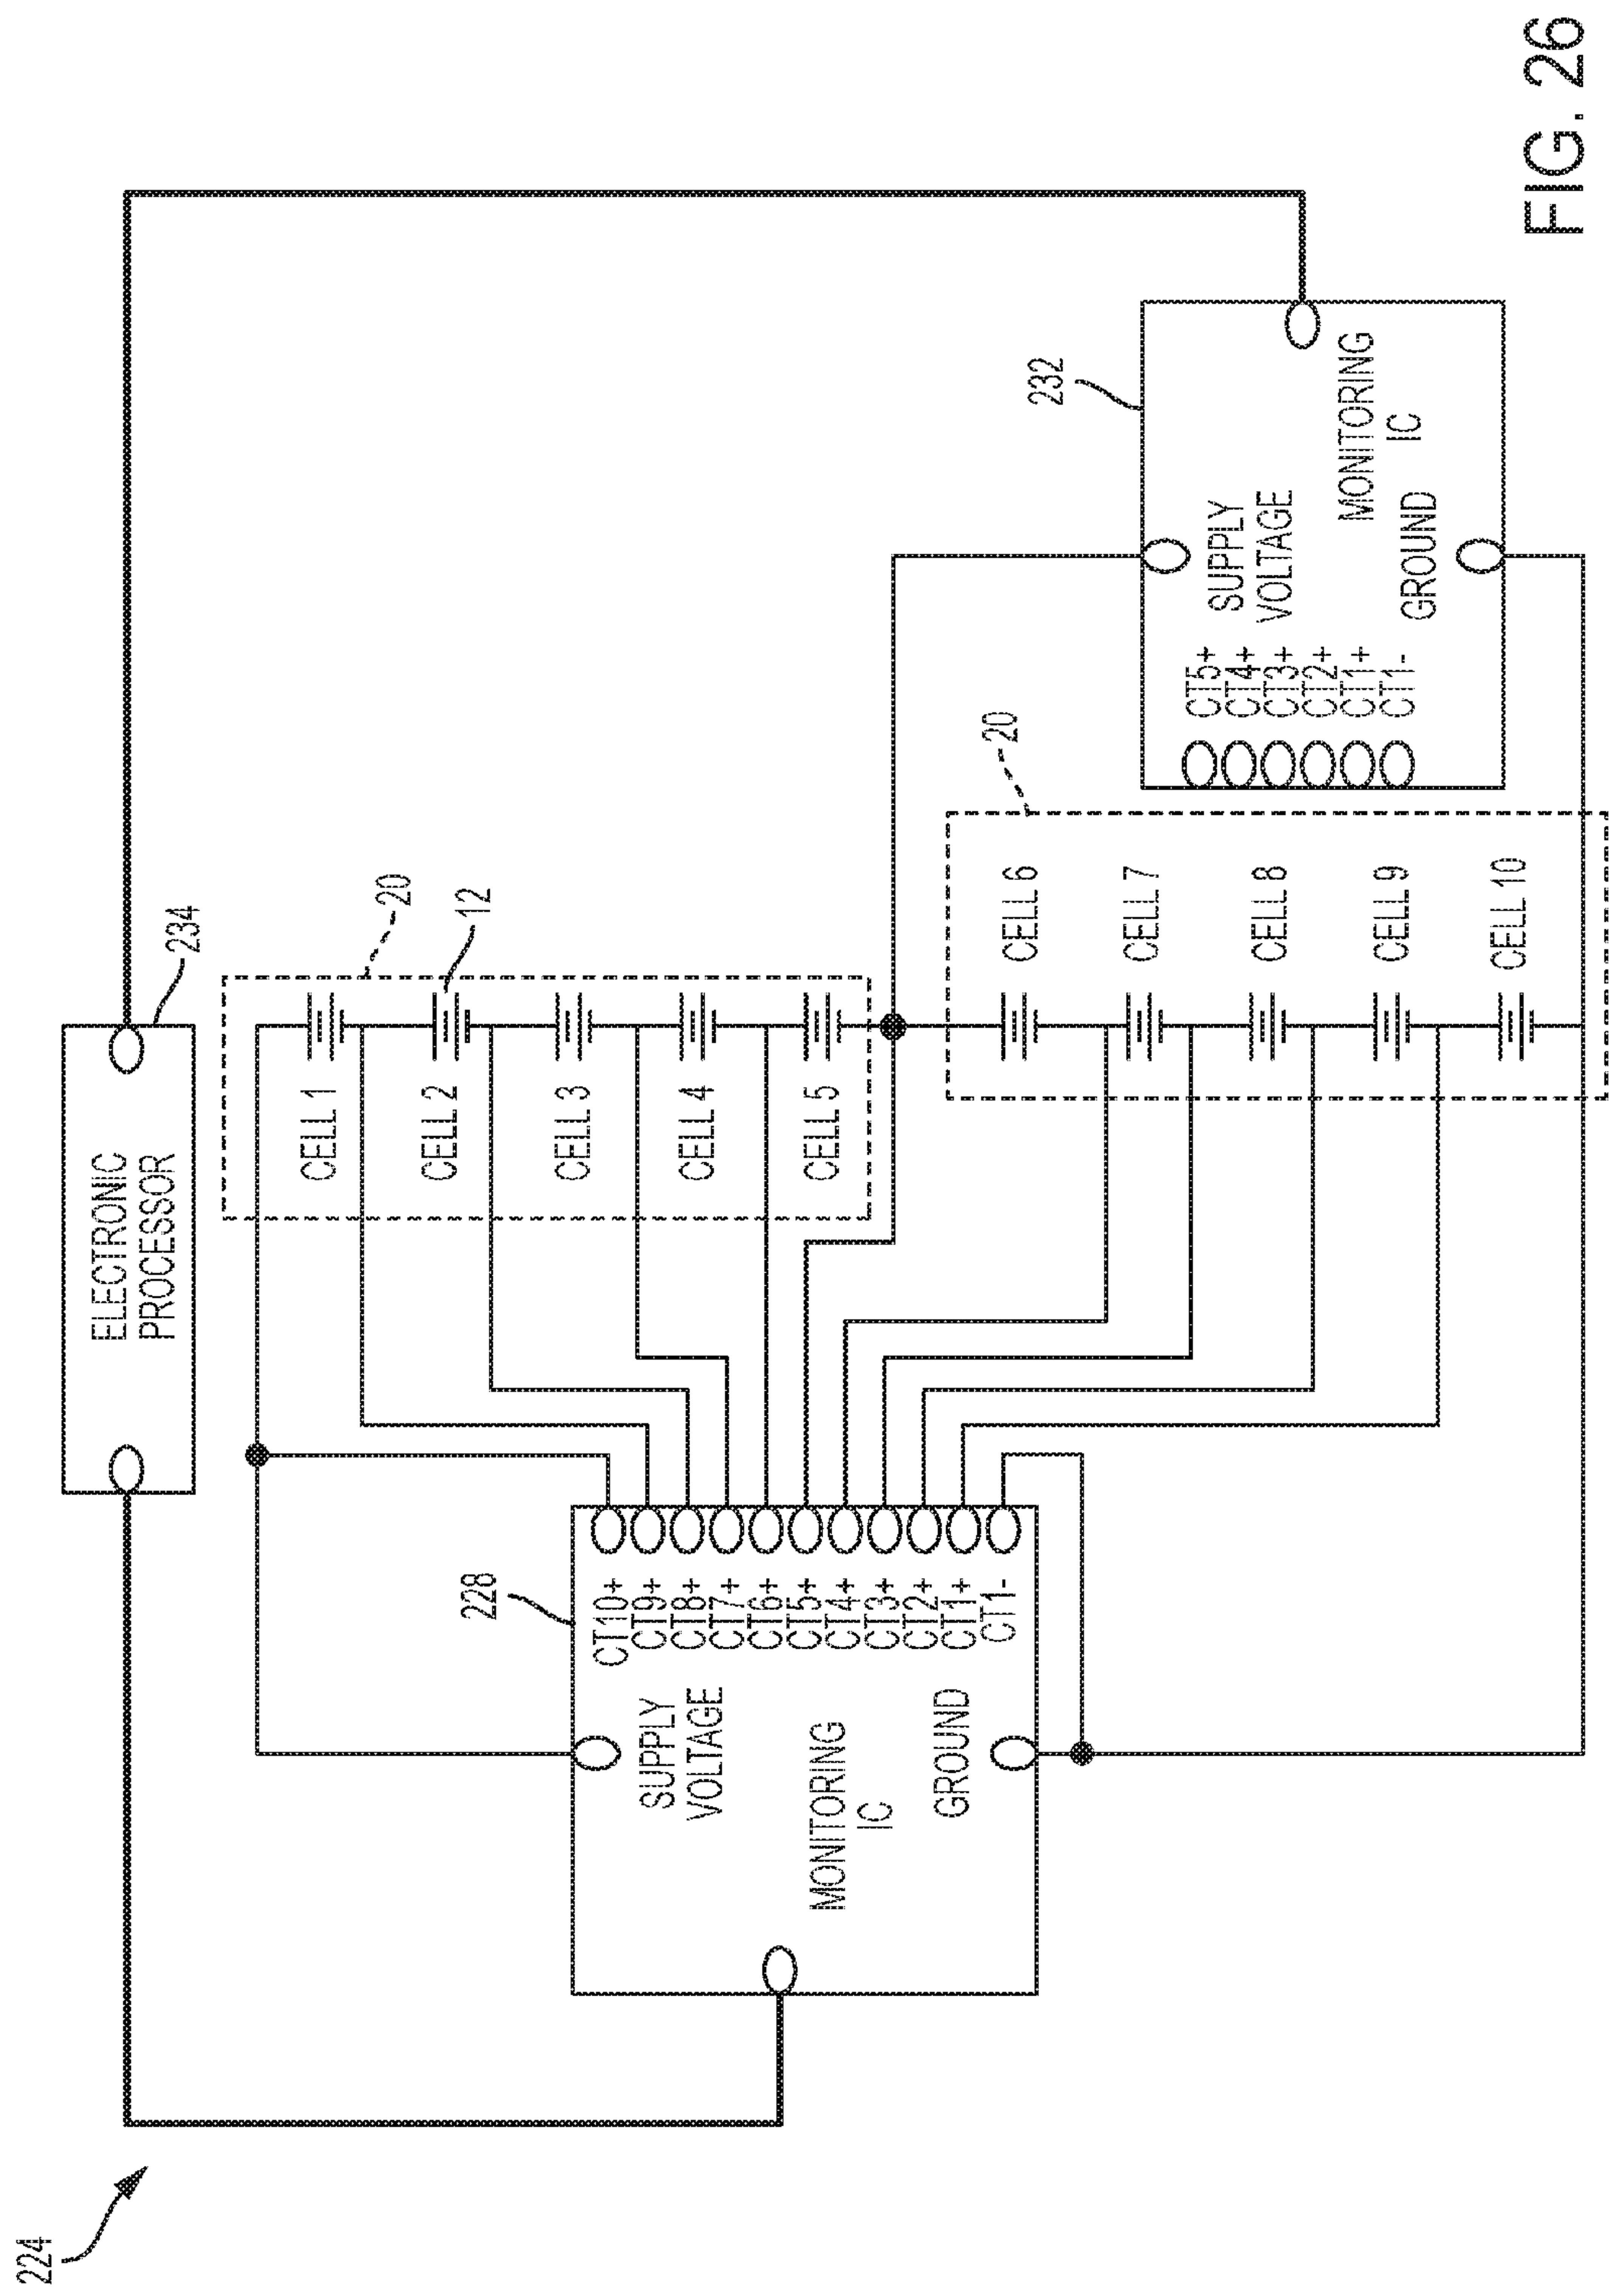 224
ELECTRONIC
PROCESSOR
234
228
SUPPLY
VOLTAGE
MONITORING
IC
GROUND
CT10+
CT9+
CT8+
CT7+
CT6+
CT5+
CT4+
CT3+
CT2+
CT1+
CT1-
CELL 1
CELL 2
CELL 3
CELL 4
CELL 5
20
12
CELL 6
CELL 7
CELL 8
CELL 9
CELL 10
20
232
CT5+
CT4+
CT3+
CT2+
CT1+
CT1-
SUPPLY
VOLTAGE
MONITORING
IC
GROUND
FIG. 26